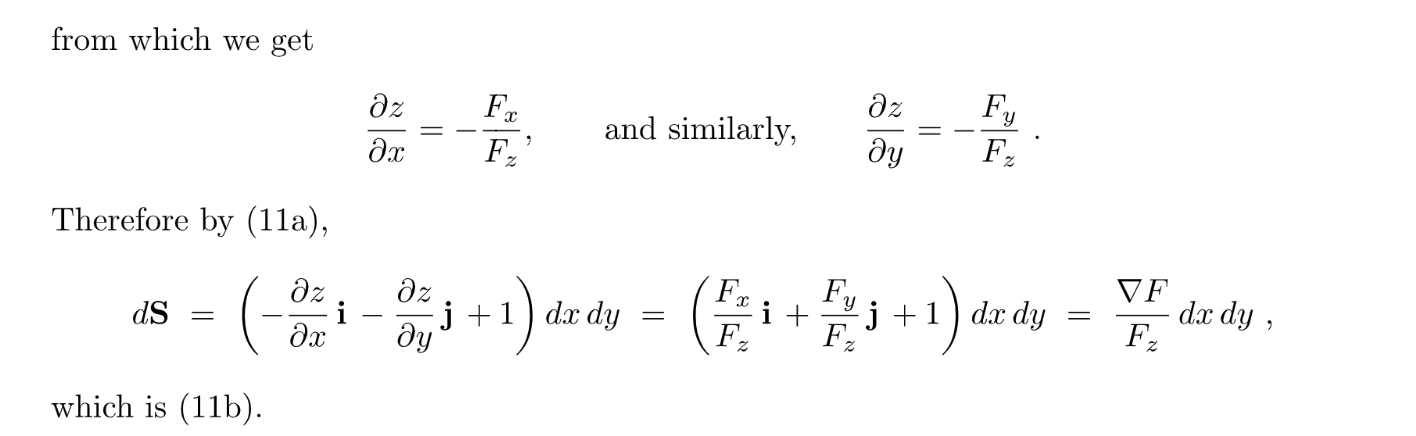 from which we get
∂z/∂x = −F_x/F_z, and similarly, ∂z/∂y = −F_y/F_z .
Therefore by (11a),
d𝐒 = (−∂z/∂x 𝐢 − ∂z/∂y 𝐣 + 1) dx dy = (F_x/F_z 𝐢 + F_y/F_z 𝐣 + 1) dx dy = ∇F/F_z dx dy ,
which is (11b).